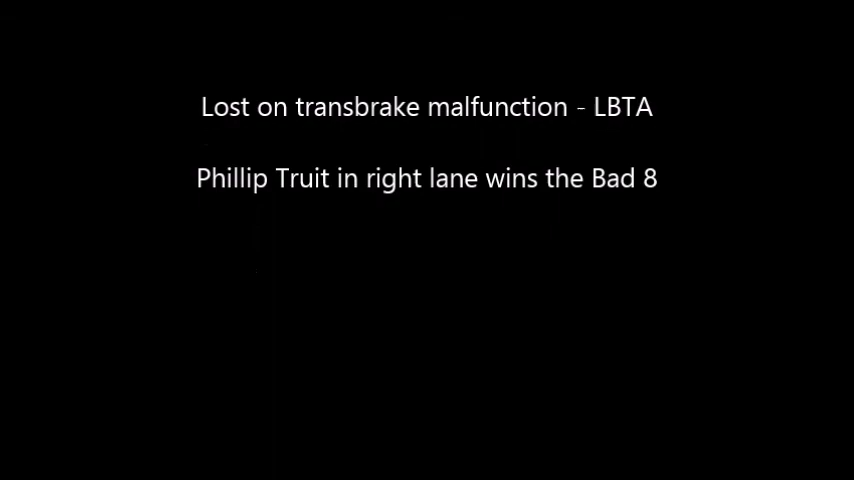 Lost on transbrake malfunction - LBTA
Phillip Truit in right lane wins the Bad 8